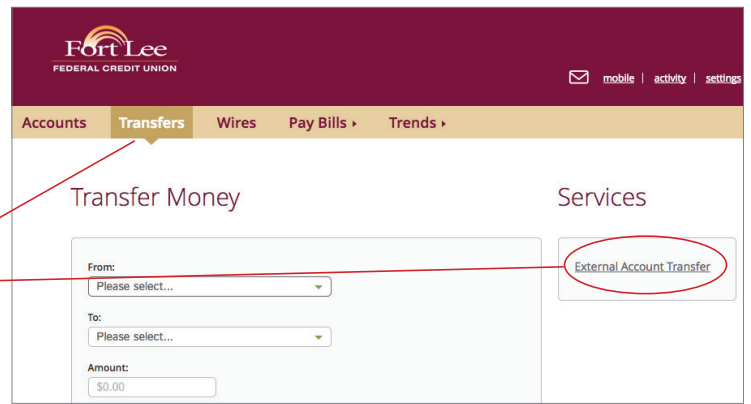 Fort Lee
FEDERAL CREDIT UNION
mobile | activity | settings
Accounts Transfers Wires Pay Bills Trends
Transfer Money
Services
From:
Please select...
External Account Transfer
To:
Please select...
Amount:
$0.00